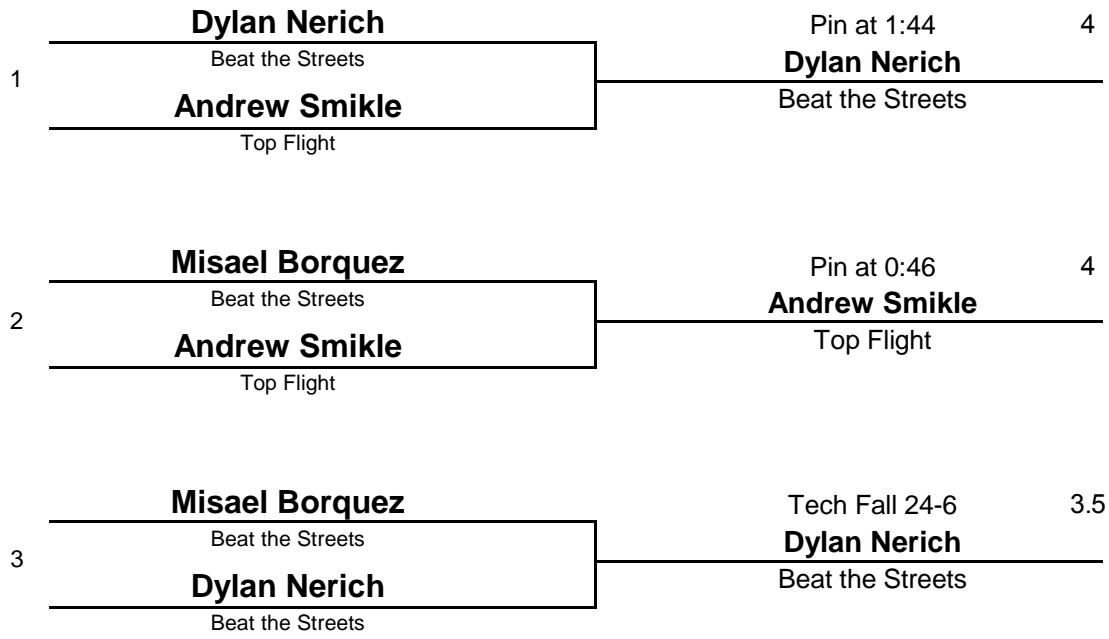 Dylan Nerich
Beat the Streets
1
Andrew Smikle
Top Flight
Pin at 1:44 4
Dylan Nerich
Beat the Streets
Misael Borquez
Beat the Streets
2
Andrew Smikle
Top Flight
Pin at 0:46 4
Andrew Smikle
Top Flight
Misael Borquez
Beat the Streets
3
Dylan Nerich
Beat the Streets
Tech Fall 24-6 3.5
Dylan Nerich
Beat the Streets